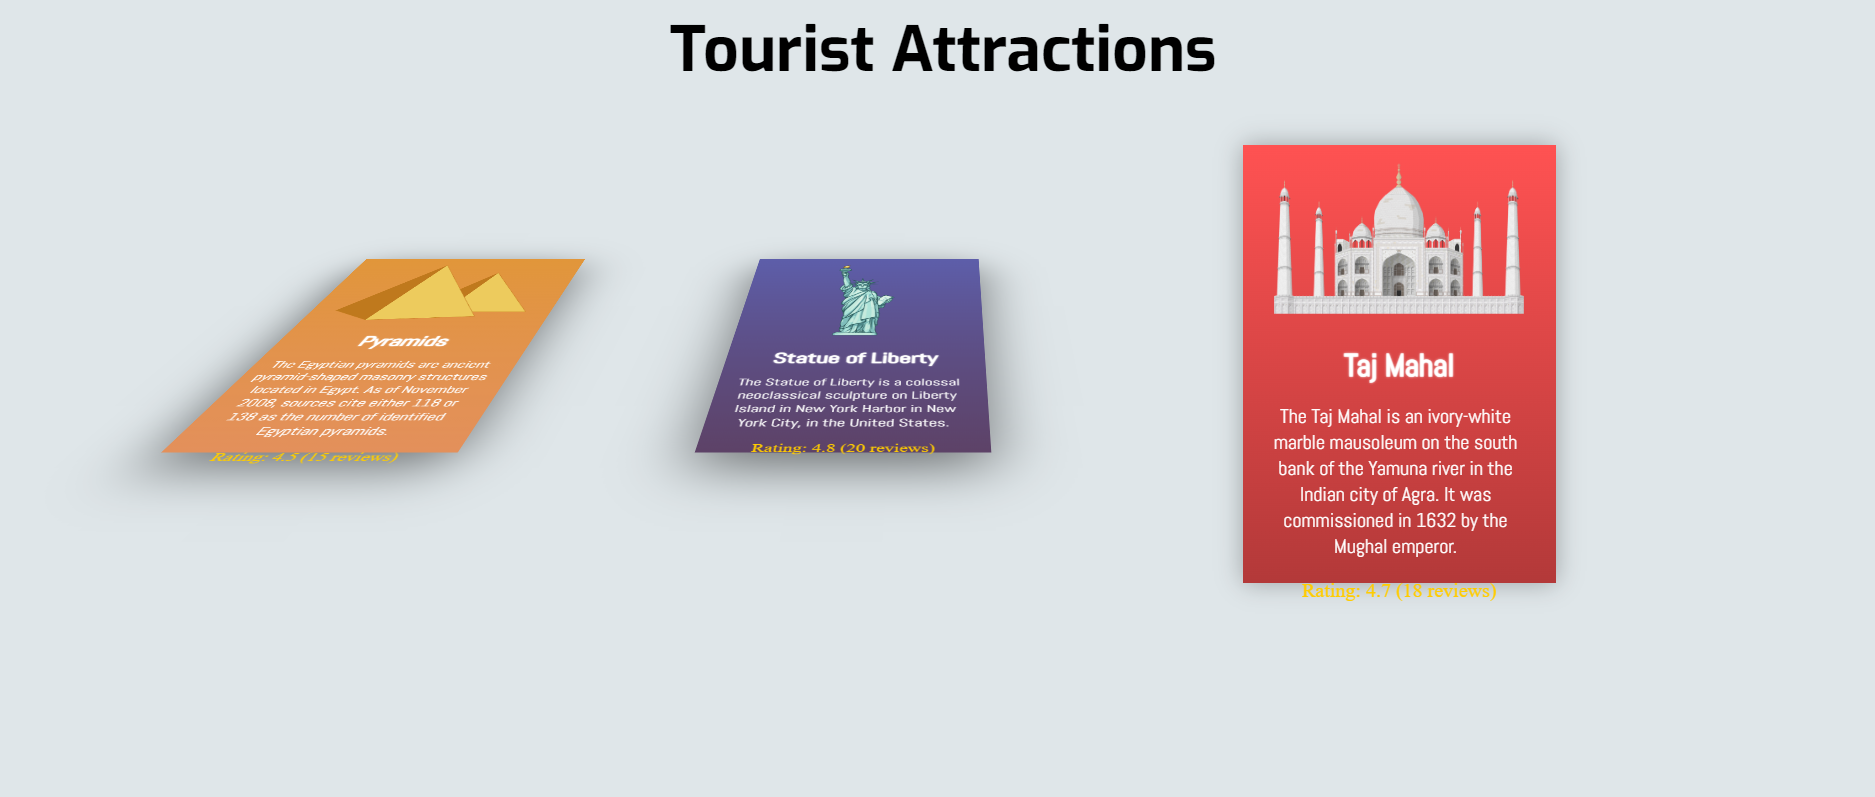 Tourist Attractions
Pyramids
The Egyptian pyramids are ancient
pyramid-shaped masonry structures
located in Egypt. As of November
2008, sources cite either 118 or
138 as the number of identified
Egyptian pyramids.
Rating: 4.5 (15 reviews)
Statue of Liberty
The Statue of Liberty is a colossal
neoclassical sculpture on Liberty
Island in New York Harbor in New
York City, in the United States.
Rating: 4.8 (20 reviews)
Taj Mahal
The Taj Mahal is an ivory-white
marble mausoleum on the south
bank of the Yamuna river in the
Indian city of Agra. It was
commissioned in 1632 by the
Mughal emperor.
Rating: 4.7 (18 reviews)